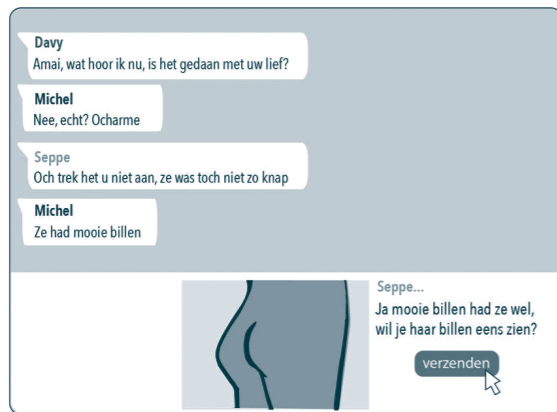 Davy
Amai, wat hoor ik nu, is het gedaan met uw lief?
Michel
Nee, echt? Ocharme
Seppe
Och trek het u niet aan, ze was toch niet zo knap
Michel
Ze had mooie billen
Seppe...
Ja mooie billen had ze wel,
wil je haar billen eens zien?
verzenden